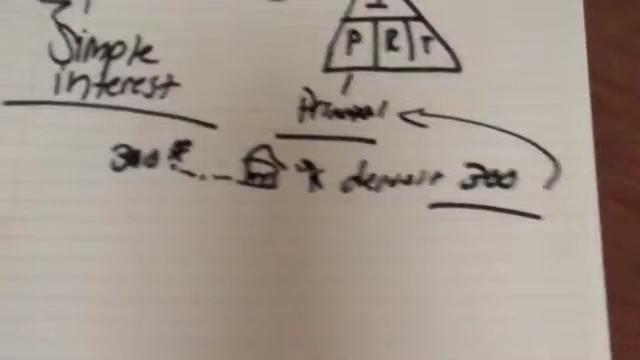 Simple
interest
I
P R T
Principal
300
* deposit 300